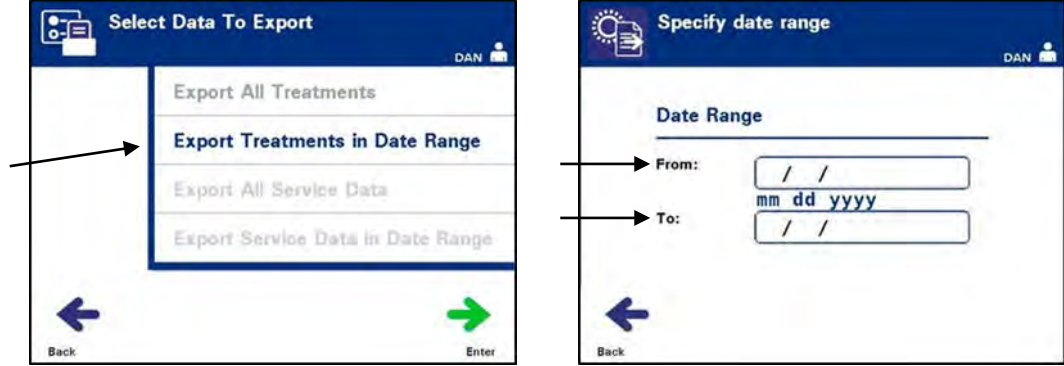 Select Data To Export
DAN
Export All Treatments
Export Treatments in Date Range
Export All Service Data
Export Service Data in Date Range
Back
Enter
Specify date range
DAN
Date Range
From:
/ /
mm dd yyyy
To:
/ /
Back